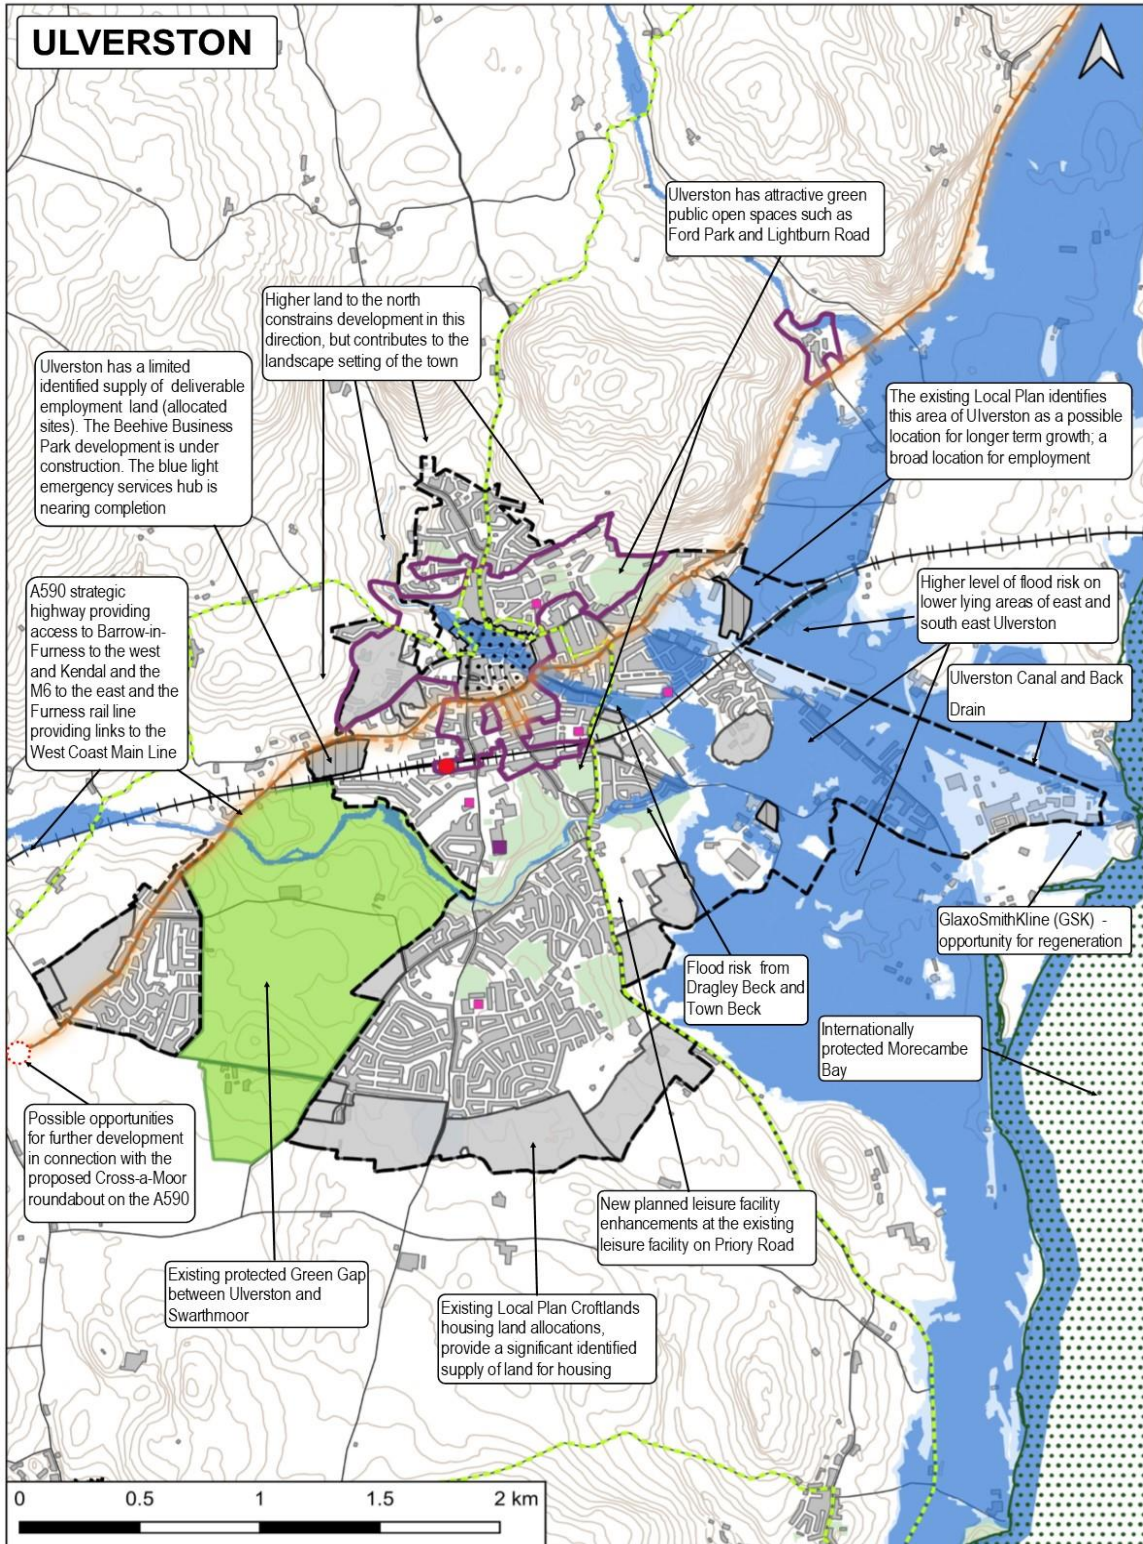 ULVERSTON
Ulverston has attractive green
public open spaces such as
Ford Park and Lightburn Road
Higher land to the north
constrains development in this
direction, but contributes to the
landscape setting of the town
Ulverston has a limited
identified supply of deliverable
employment land (allocated
sites). The Beehive Business
Park development is under
construction. The blue light
emergency services hub is
nearing completion
The existing Local Plan identifies
this area of Ulverston as a possible
location for longer term growth; a
broad location for employment
A590 strategic
highway providing
access to Barrow-in-
Furness to the west
and Kendal and the
M6 to the east and the
Furness rail line
providing links to the
West Coast Main Line
Higher level of flood risk on
lower lying areas of east and
south east Ulverston
Ulverston Canal and Back
Drain
GlaxoSmithKline (GSK) -
opportunity for regeneration
Flood risk from
Dragley Beck and
Town Beck
Internationally
protected Morecambe
Bay
Possible opportunities
for further development
in connection with the
proposed Cross-a-Moor
roundabout on the A590
New planned leisure facility
enhancements at the existing
leisure facility on Priory Road
Existing protected Green Gap
between Ulverston and
Swarthmoor
Existing Local Plan Croftlands
housing land allocations,
provide a significant identified
supply of land for housing
0 0.5 1 1.5 2 km